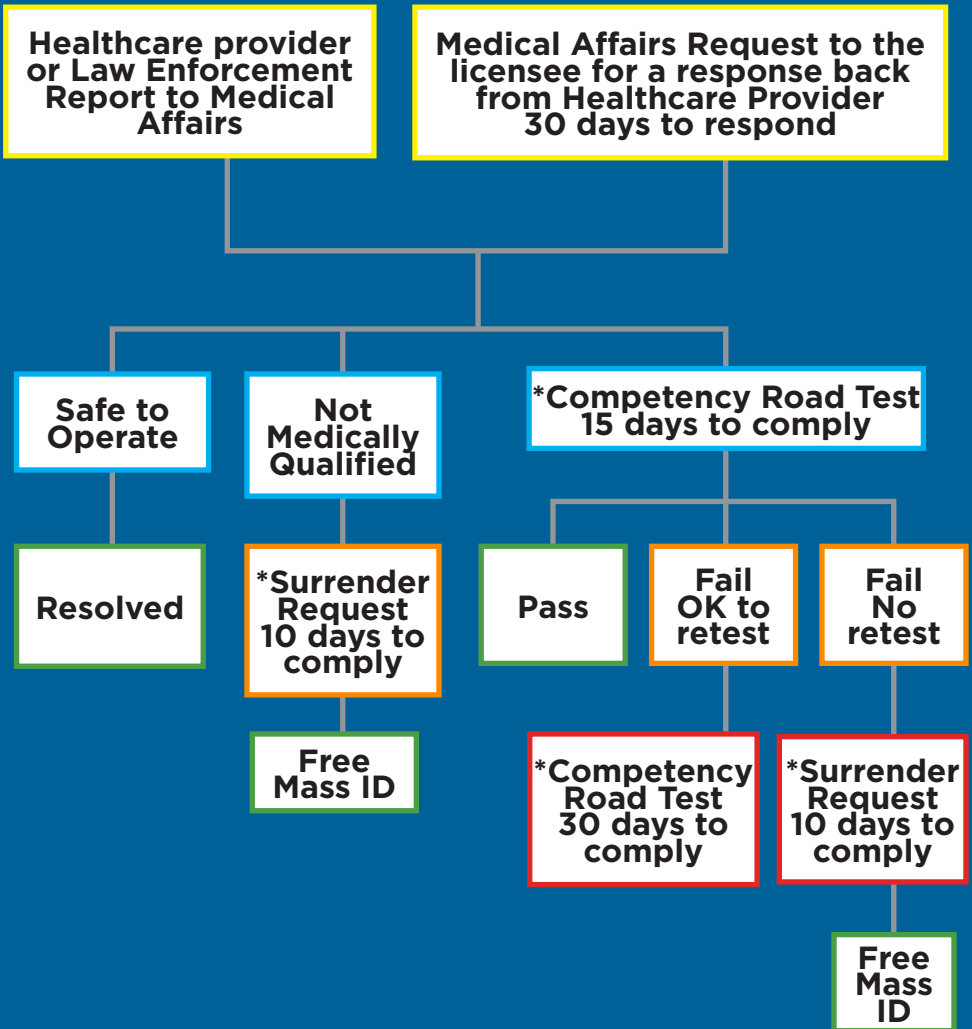 Healthcare provider
or Law Enforcement
Report to Medical
Affairs
Medical Affairs Request to the
licensee for a response back
from Healthcare Provider
30 days to respond
Safe to
Operate
Not
Medically
Qualified
*Competency Road Test
15 days to comply
Resolved
*Surrender
Request
10 days to
comply
Pass
Fail
OK to
retest
Fail
No
retest
Free
Mass ID
*Competency
Road Test
30 days to
comply
*Surrender
Request
10 days to
comply
Free
Mass
ID